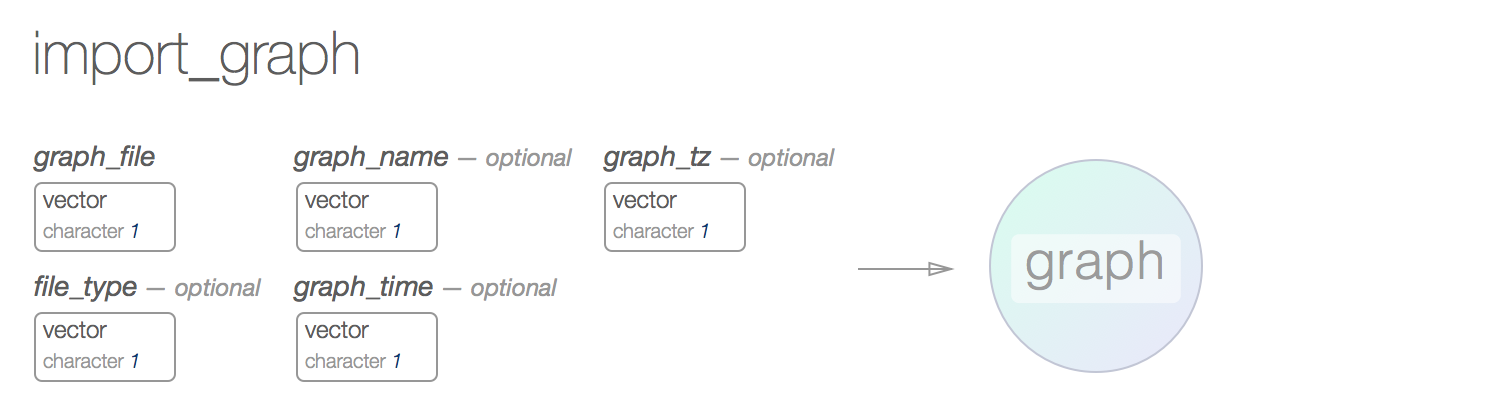 import_graph
graph_file
graph_name — optional
graph_tz — optional
vector
character 1
vector
character 1
vector
character 1
file_type — optional
graph_time — optional
vector
character 1
vector
character 1
graph